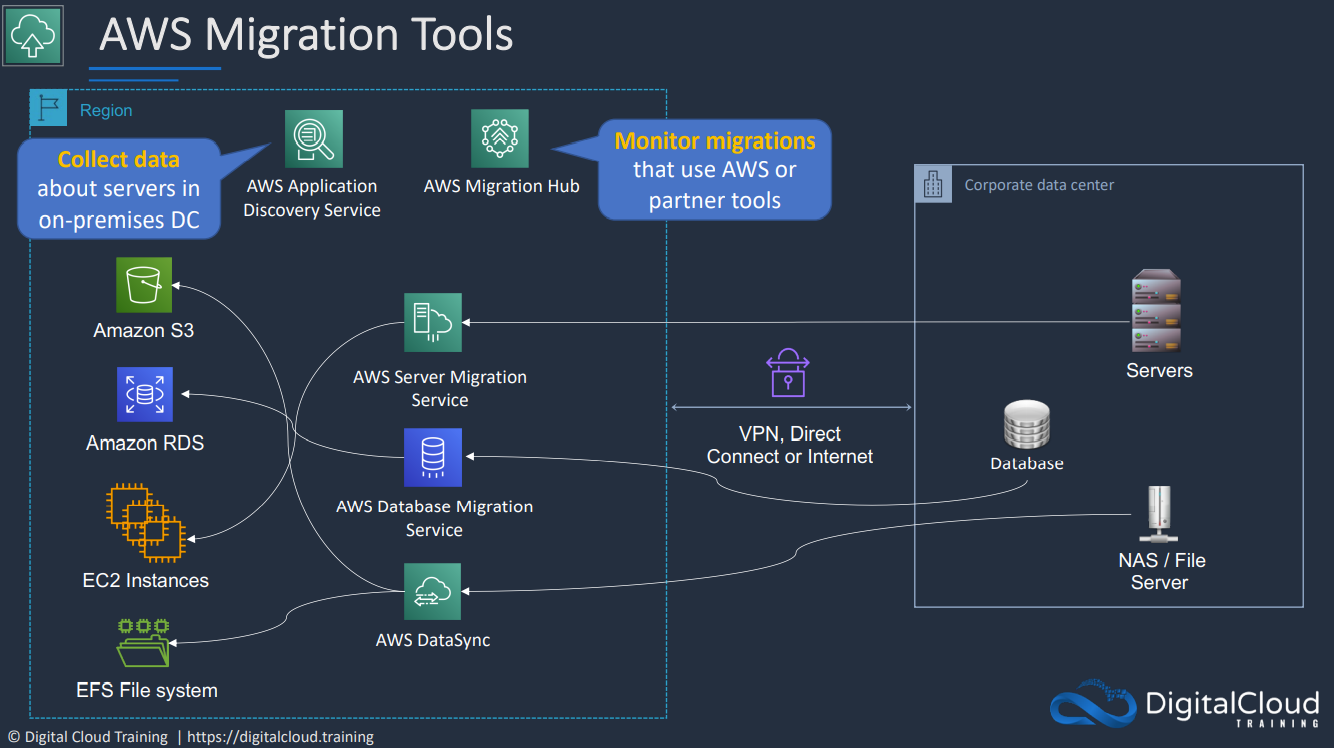 AWS Migration Tools
Region
Collect data
about servers in
on-premises DC
AWS Application
Discovery Service
AWS Migration Hub
Monitor migrations
that use AWS or
partner tools
Corporate data center
Amazon S3
AWS Server Migration
Service
Servers
Amazon RDS
VPN, Direct
Connect or Internet
Database
AWS Database Migration
Service
EC2 Instances
NAS / File
Server
AWS DataSync
EFS File system
DigitalCloud
TRAINING
© Digital Cloud Training | https://digitalcloud.training